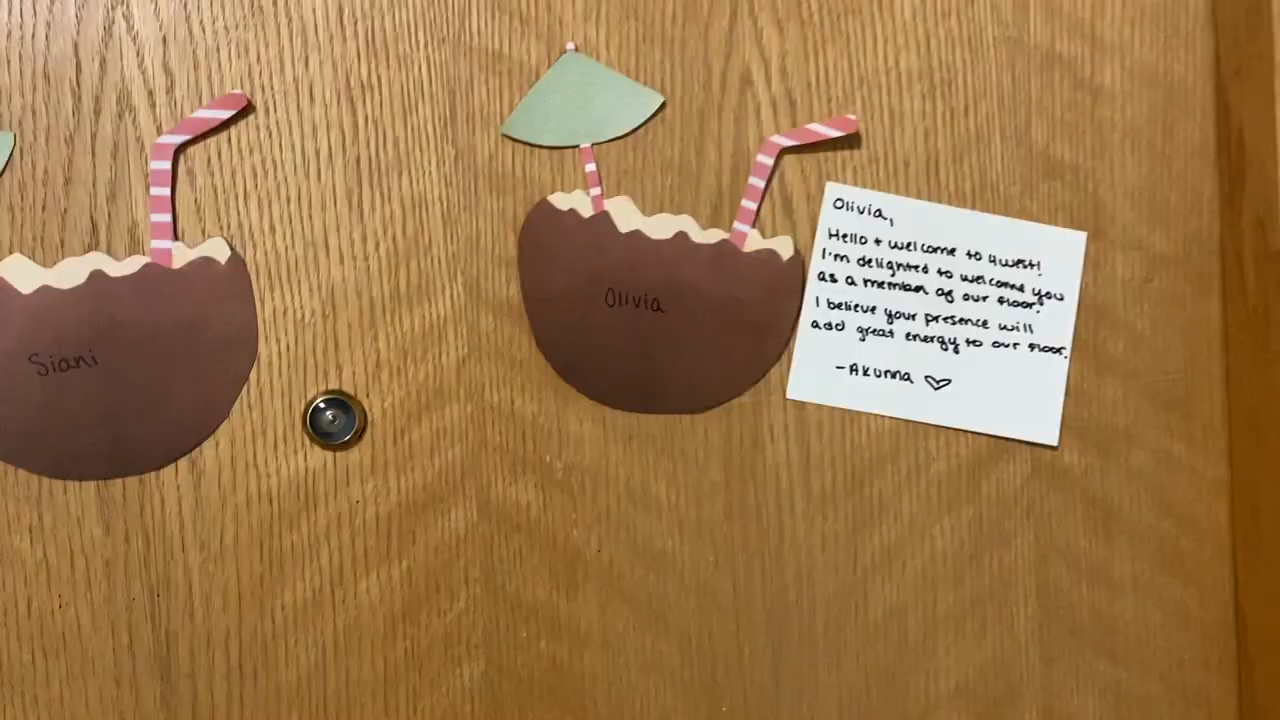 Siani
Olivia
Olivia,
Hello + welcome to 4west!
I'm delighted to welcome you
as a member of our floor!
I believe your presence will
add great energy to our floor.
-Akunna